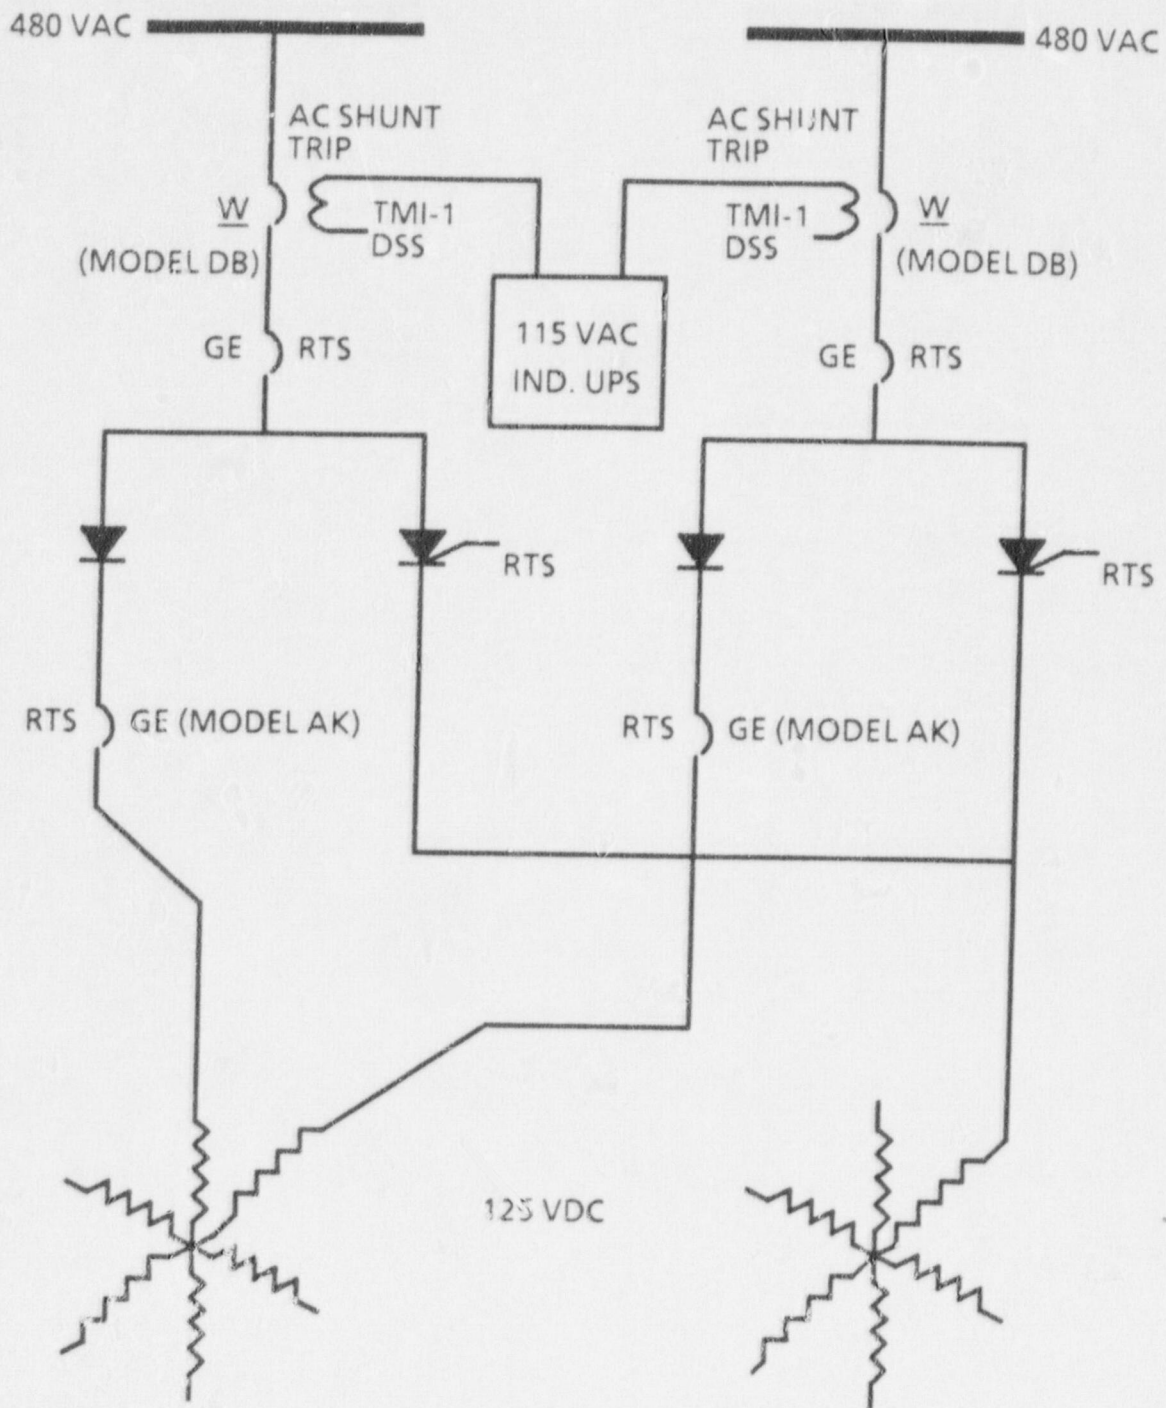 480 VAC
480 VAC
AC SHUNT
TRIP
AC SHUNT
TRIP
W
TMI-1
DSS
TMI-1
DSS
W
(MODEL DB)
(MODEL DB)
115 VAC
IND. UPS
GE
RTS
GE
RTS
RTS
RTS
RTS
GE (MODEL AK)
RTS
GE (MODEL AK)
125 VDC